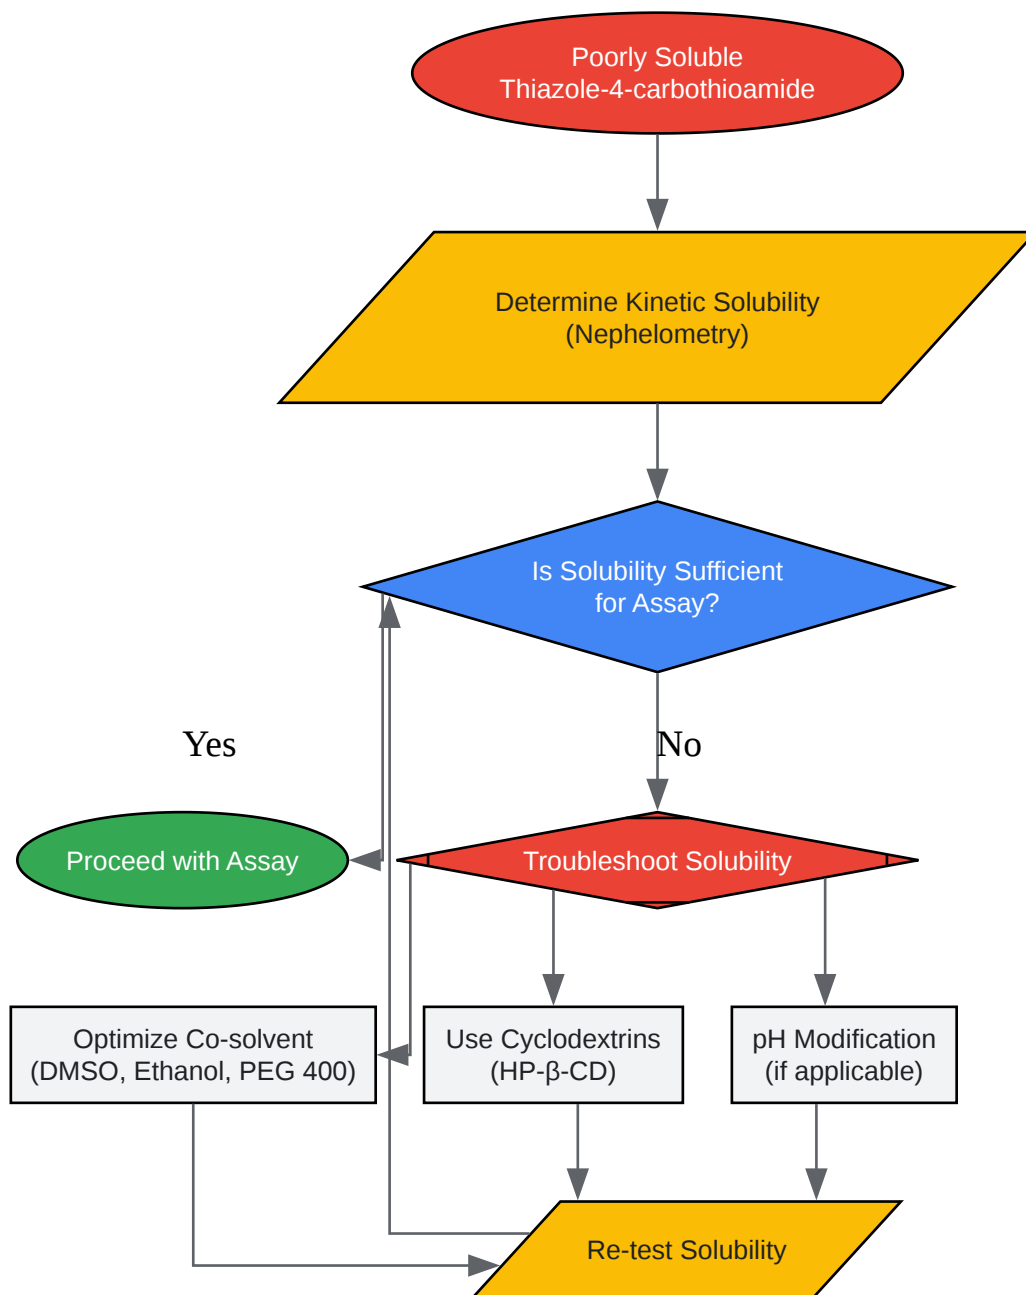 Poorly Soluble
Thiazole-4-carbothioamide
Determine Kinetic Solubility
(Nephelometry)
Is Solubility Sufficient
for Assay?
Yes
No
Proceed with Assay
Troubleshoot Solubility
Optimize Co-solvent
(DMSO, Ethanol, PEG 400)
Use Cyclodextrins
(HP-β-CD)
pH Modification
(if applicable)
Re-test Solubility